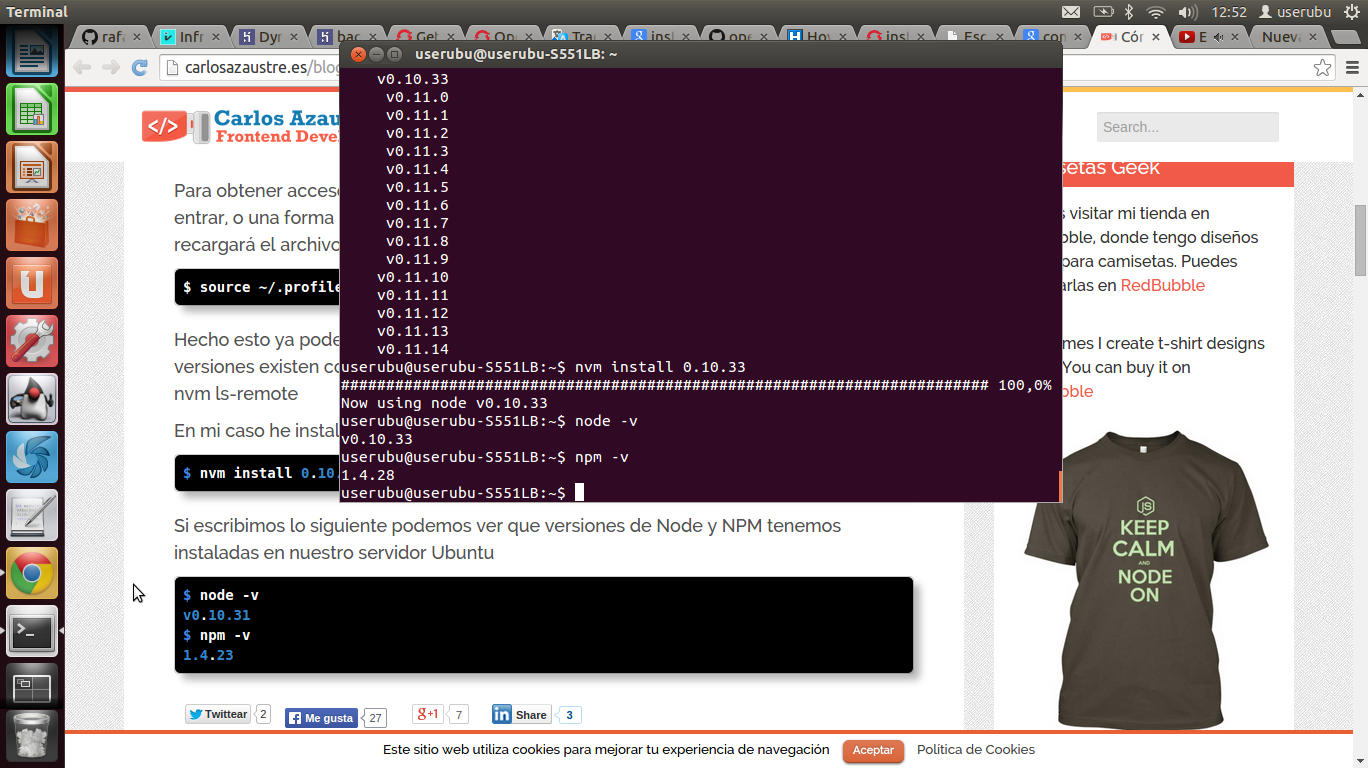 Terminal
12:52 userubu
rafa
Infr
Dyn
bac
Get
Ope
Tra
inst
ope
How
inst
Esc
con
Cór
E
Nueva
carlosazaustre.es/blog
userubu@userubu-S551LB: ~
v0.10.33
v0.11.0
v0.11.1
v0.11.2
v0.11.3
v0.11.4
v0.11.5
v0.11.6
v0.11.7
v0.11.8
v0.11.9
v0.11.10
v0.11.11
v0.11.12
v0.11.13
v0.11.14
userubu@userubu-S551LB:~$ nvm install 0.10.33
######################################################################## 100,0%
Now using node v0.10.33
userubu@userubu-S551LB:~$ node -v
v0.10.33
userubu@userubu-S551LB:~$ npm -v
1.4.28
userubu@userubu-S551LB:~$
</> Carlos Azau
Frontend Devel
Search...
Para obtener acceso
entrar, o una forma
recargará el archivo
$ source ~/.profile
Hecho esto ya pode
versiones existen co
nvm ls-remote
En mi caso he instal
$ nvm install 0.10.
Si escribimos lo siguiente podemos ver que versiones de Node y NPM tenemos
instaladas en nuestro servidor Ubuntu
$ node -v
v0.10.31
$ npm -v
1.4.23
Twittear 2
Me gusta 27
g+1 7
in Share 3
setas Geek
s visitar mi tienda en
bble, donde tengo diseños
para camisetas. Puedes
arlas en RedBubble
mes I create t-shirt designs
You can buy it on
bble
JS
KEEP
CALM
AND
NODE
ON
Este sitio web utiliza cookies para mejorar tu experiencia de navegación Aceptar Política de Cookies